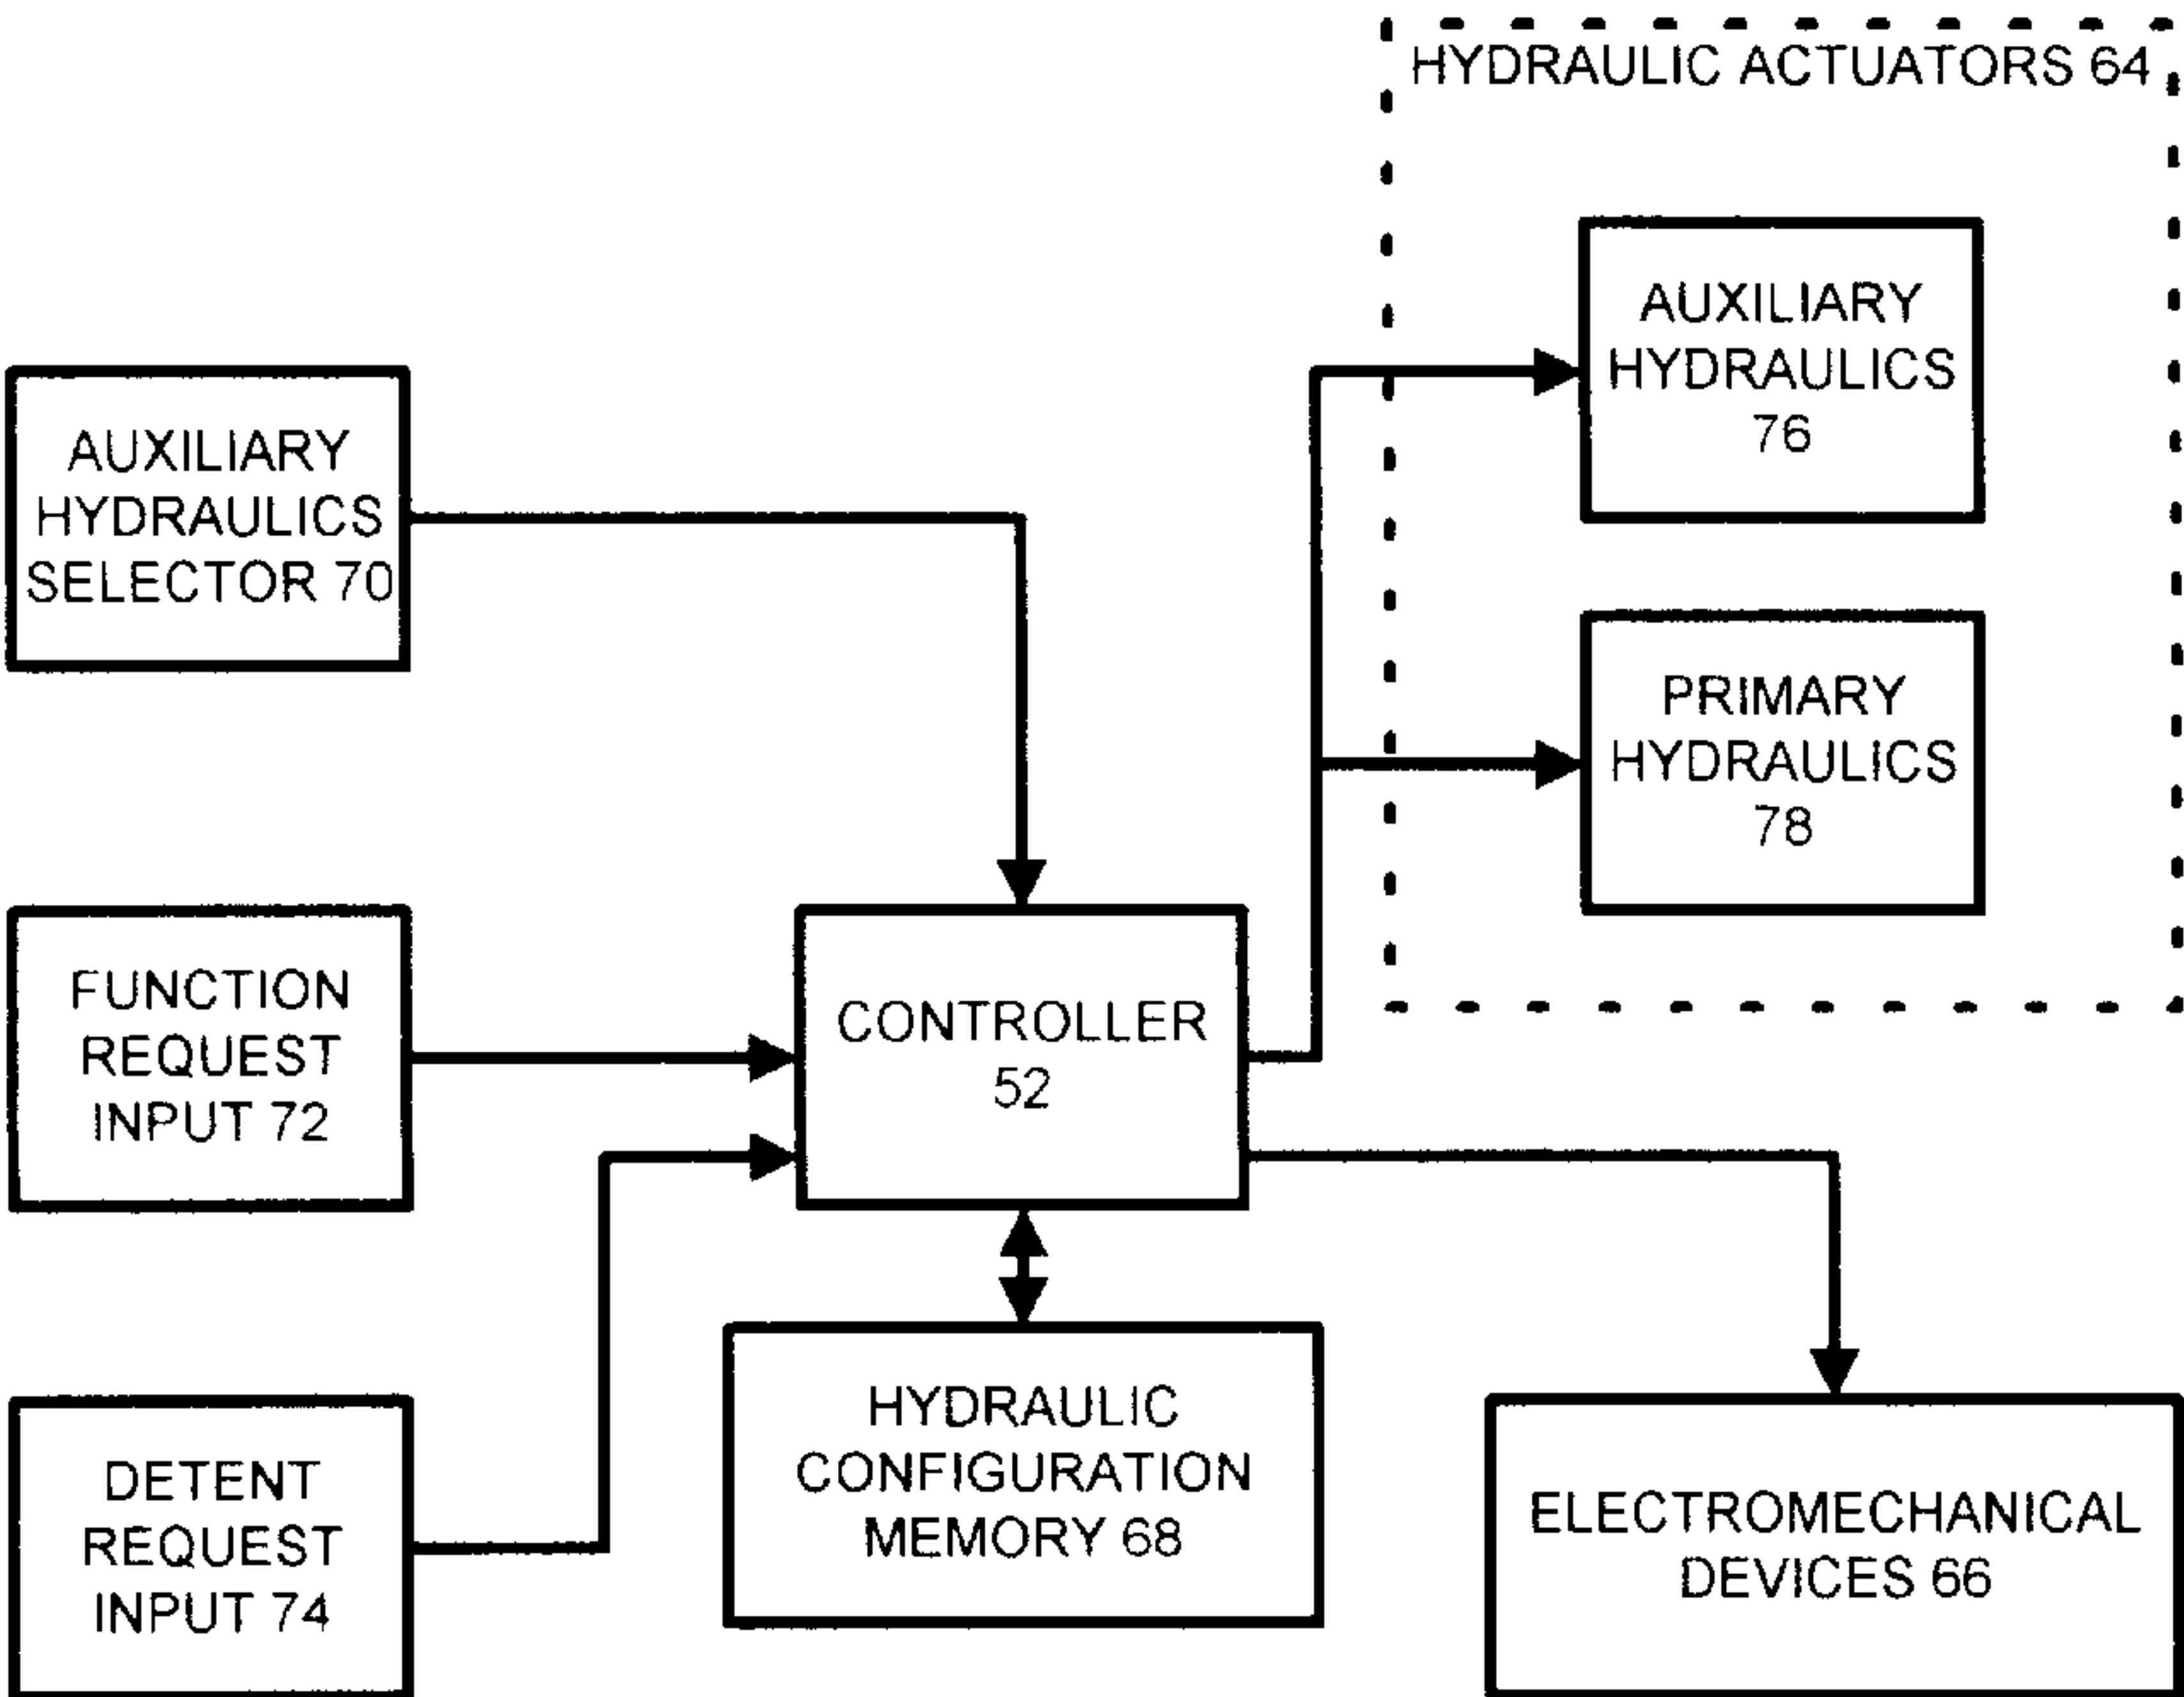 HYDRAULIC ACTUATORS 64
AUXILIARY
HYDRAULICS
76
AUXILIARY
HYDRAULICS
SELECTOR 70
PRIMARY
HYDRAULICS
78
FUNCTION
REQUEST
INPUT 72
CONTROLLER
52
DETENT
REQUEST
INPUT 74
HYDRAULIC
CONFIGURATION
MEMORY 68
ELECTROMECHANICAL
DEVICES 66